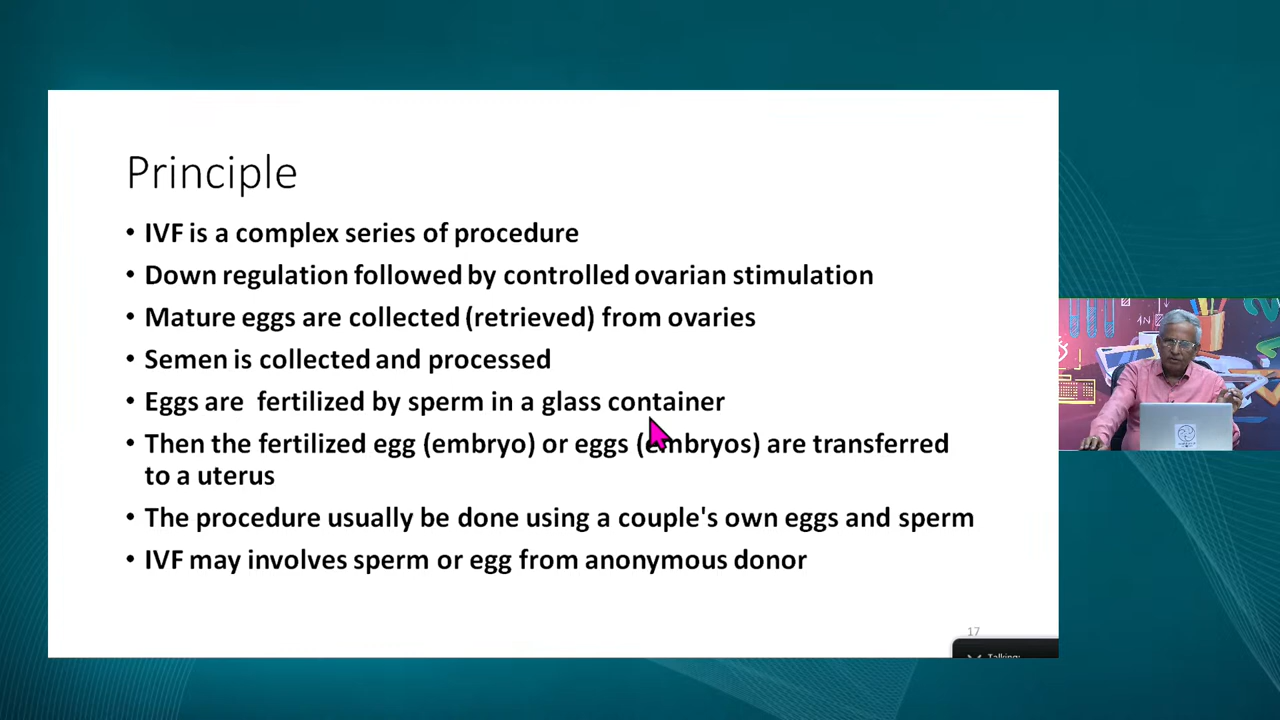 Principle
• IVF is a complex series of procedure
• Down regulation followed by controlled ovarian stimulation
• Mature eggs are collected (retrieved) from ovaries
• Semen is collected and processed
• Eggs are fertilized by sperm in a glass container
• Then the fertilized egg (embryo) or eggs (embryos) are transferred
to a uterus
• The procedure usually be done using a couple's own eggs and sperm
• IVF may involves sperm or egg from anonymous donor
17
Talking: